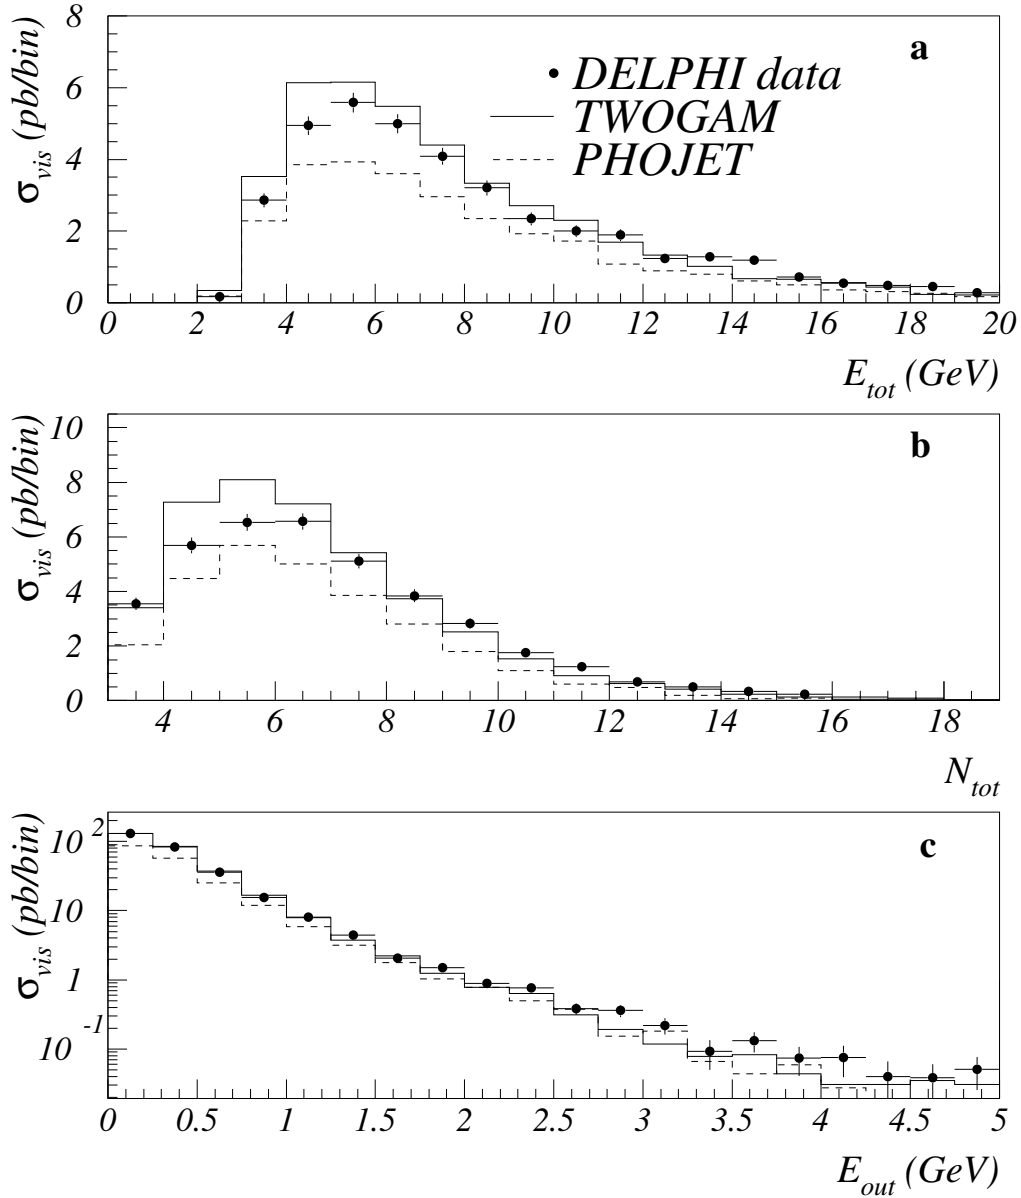 a
σvis (pb/bin)
8
6
4
2
0
DELPHI data
TWOGAM
PHOJET
0 2 4 6 8 10 12 14 16 18 20
Etot (GeV)
b
σvis (pb/bin)
10
8
6
4
2
0
4 6 8 10 12 14 16 18
Ntot
c
σvis (pb/bin)
10²
10
1
10⁻¹
0 0.5 1 1.5 2 2.5 3 3.5 4 4.5 5
Eout (GeV)